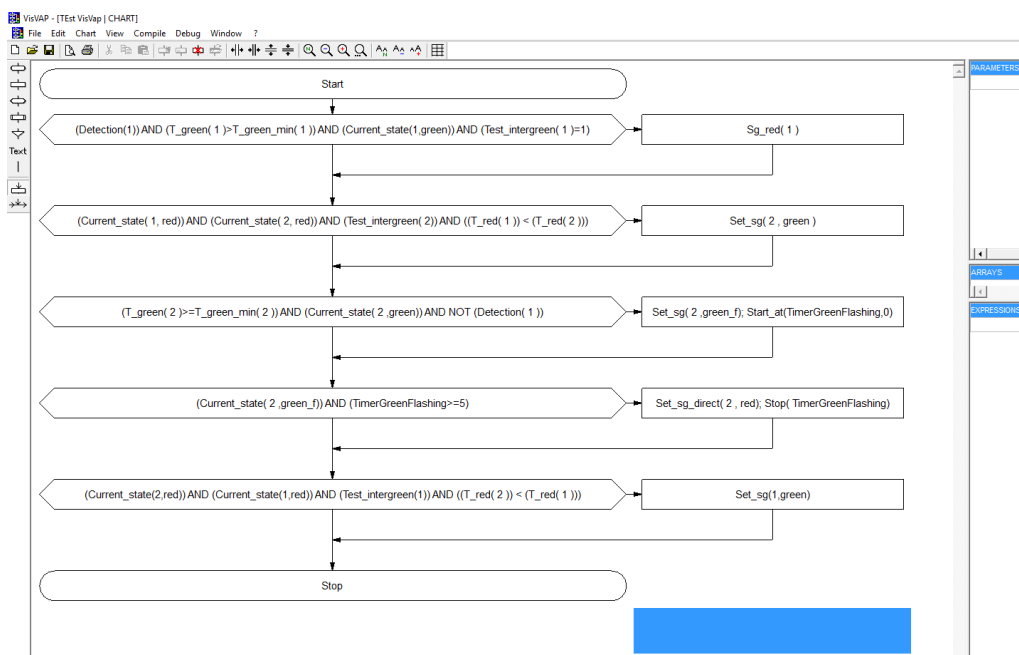 VisVAP - [TEst VisVap | CHART]
File Edit Chart View Compile Debug Window ?
Text
Start
(Detection(1)) AND (T_green( 1 )>T_green_min( 1 )) AND (Current_state(1,green)) AND (Test_intergreen( 1 )=1)
Sg_red( 1 )
(Current_state( 1, red)) AND (Current_state( 2, red)) AND (Test_intergreen( 2)) AND ((T_red( 1 )) < (T_red( 2 )))
Set_sg( 2 , green )
(T_green( 2 )>=T_green_min( 2 )) AND (Current_state( 2 ,green)) AND NOT (Detection( 1 ))
Set_sg( 2 ,green_f); Start_at(TimerGreenFlashing,0)
(Current_state( 2 ,green_f)) AND (TimerGreenFlashing>=5)
Set_sg_direct( 2 , red); Stop( TimerGreenFlashing)
(Current_state(2,red)) AND (Current_state(1,red)) AND (Test_intergreen(1)) AND ((T_red( 2 )) < (T_red( 1 )))
Set_sg(1,green)
Stop
PARAMETERS
ARRAYS
EXPRESSIONS